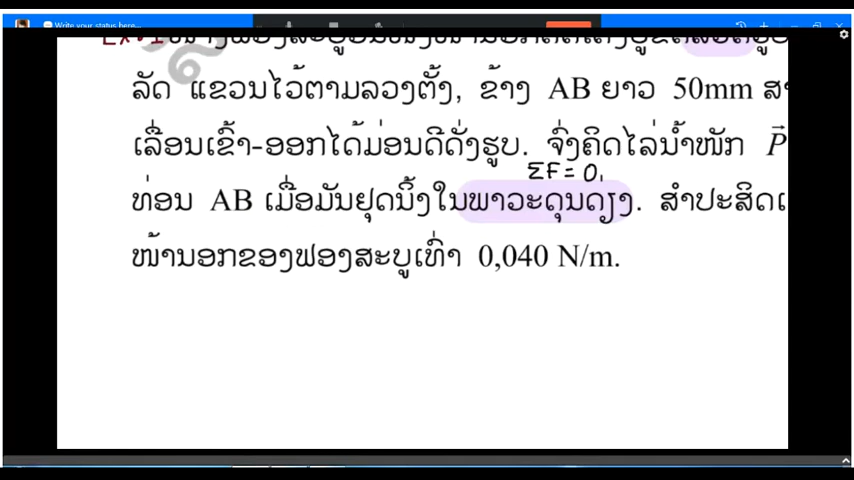 Write your status here...
ລັດ ແຂວນໄວ້ຕາມລວງຕັ້ງ, ຂ້າງ AB ຍາວ 50mm
ເລື່ອນເຂົ້າ-ອອກໄດ້ມ່ອນດີດັ່ງຮູບ. ຈົ່ງຄິດໄລ່ນ້ຳໜັກ P
ΣF = 0
ທ່ອນ AB ເມື່ອມັນຢຸດນິ້ງໃນພາວະດຸນດ່ຽງ. ສຳປະສິດ
ໜ້ານອກຂອງຟອງສະບູເທົ່າ 0,040 N/m.